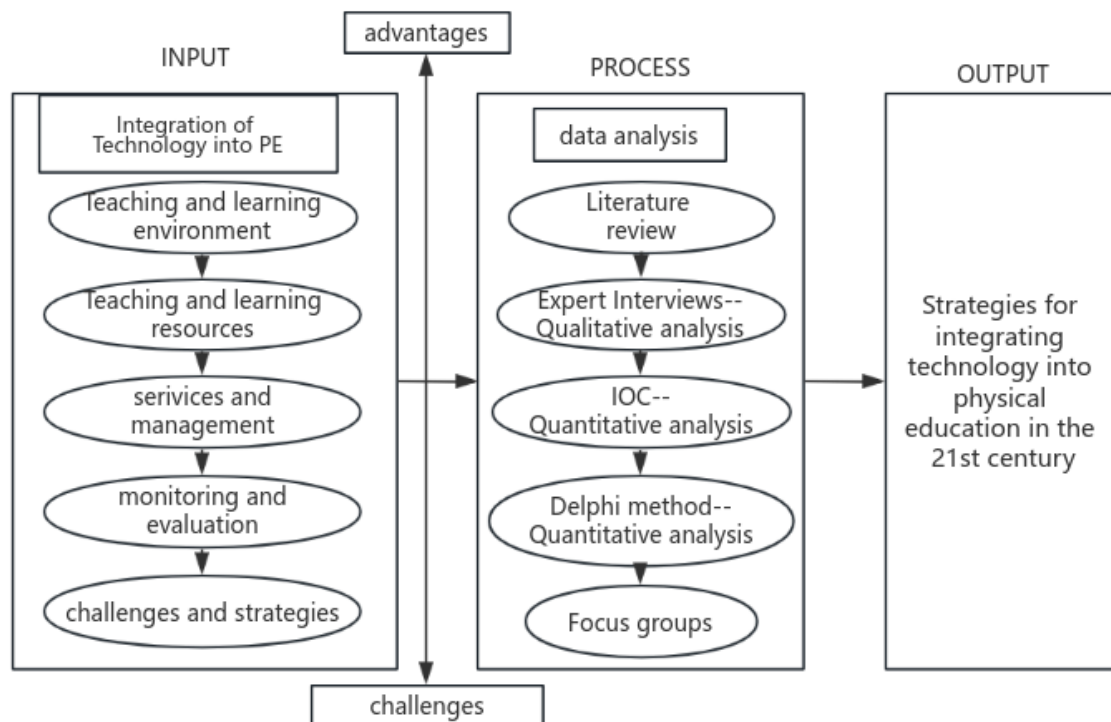 advantages
INPUT
Integration of
Technology into PE
Teaching and learning
environment
Teaching and learning
resources
serivices and
management
monitoring and
evaluation
challenges and strategies
challenges
PROCESS
data analysis
Literature
review
Expert Interviews--
Qualitative analysis
IOC--
Quantitative analysis
Delphi method--
Quantitative analysis
Focus groups
OUTPUT
Strategies for
integrating
technology into
physical
education in the
21st century